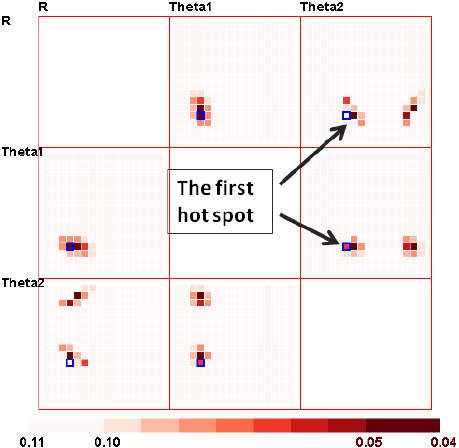 R Theta1 Theta2
R
Theta1
The first
hot spot
Theta2
0.11 0.10 0.05 0.04